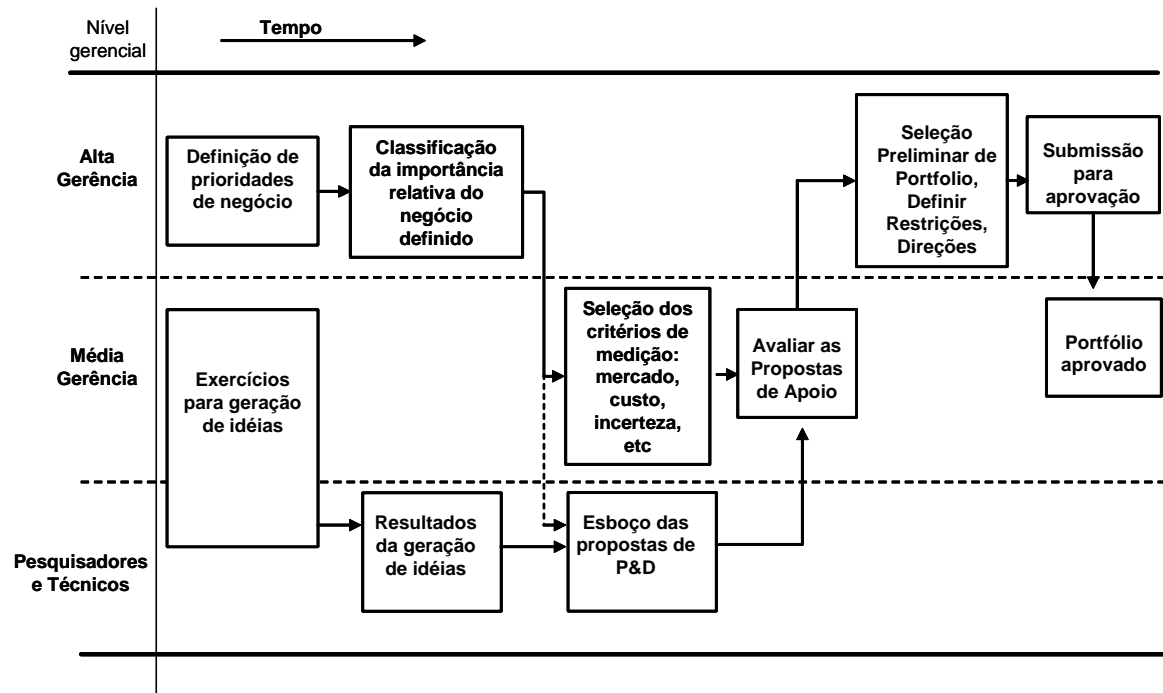 Nível
gerencial
Tempo
Alta
Gerência
Definição de
prioridades
de negócio
Classificação
da importância
relativa do
negócio
definido
Seleção
Preliminar de
Portfolio,
Definir
Restrições,
Direções
Submissão
para
aprovação
Média
Gerência
Exercícios
para geração
de idéias
Seleção dos
critérios de
medição:
mercado,
custo,
incerteza,
etc
Avaliar as
Propostas
de Apoio
Portfólio
aprovado
Pesquisadores
e Técnicos
Resultados
da geração
de idéias
Esboço das
propostas de
P&D